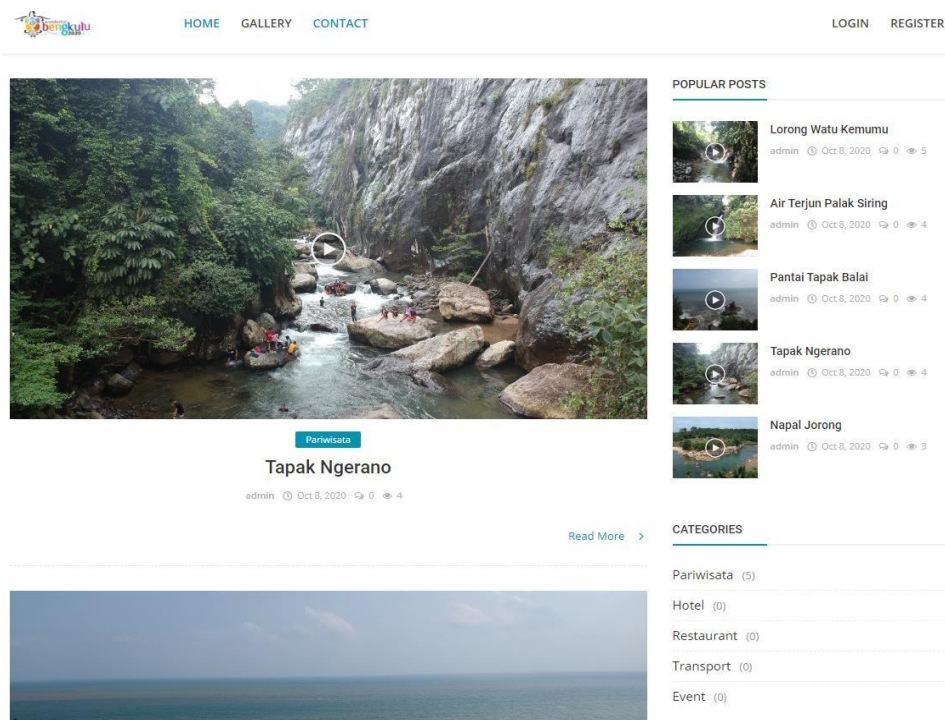 bengkulu
2020
HOME GALLERY CONTACT
LOGIN REGISTER
Pariwisata
Tapak Ngerano
admin Oct 8, 2020 0 4
Read More
POPULAR POSTS
Lorong Watu Kemumu
admin Oct 8, 2020 0 5
Air Terjun Palak Siring
admin Oct 8, 2020 0 4
Pantai Tapak Balai
admin Oct 8, 2020 0 4
Tapak Ngerano
admin Oct 8, 2020 0 4
Napal Jorong
admin Oct 8, 2020 0 3
CATEGORIES
Pariwisata (5)
Hotel (0)
Restaurant (0)
Transport (0)
Event (0)